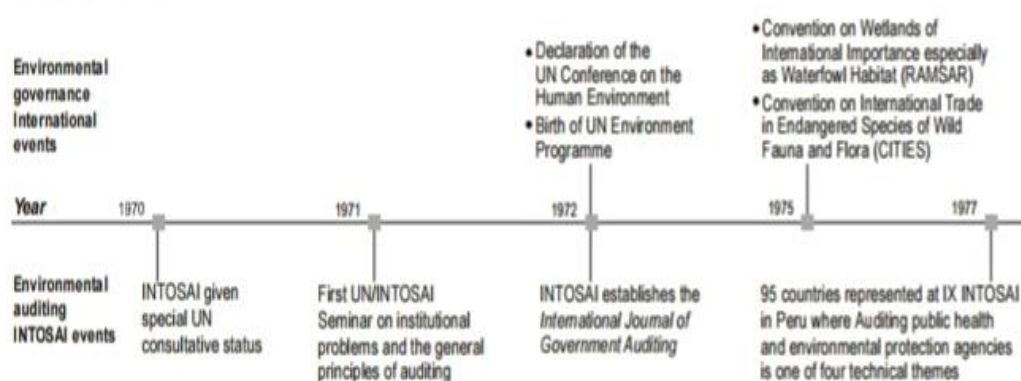 Environmental
governance
International
events
• Declaration of the
UN Conference on the
Human Environment
• Birth of UN Environment
Programme
• Convention on Wetlands of
International Importance especially
as Waterfowl Habitat (RAMSAR)
• Convention on International Trade
in Endangered Species of Wild
Fauna and Flora (CITIES)
Year 1970 1971 1972 1975 1977
Environmental
auditing
INTOSAI events
INTOSAI given
special UN
consultative status
First UN/INTOSAI
Seminar on institutional
problems and the general
principles of auditing
INTOSAI establishes the
International Journal of
Government Auditing
95 countries represented at IX INTOSAI
in Peru where Auditing public health
and environmental protection agencies
is one of four technical themes